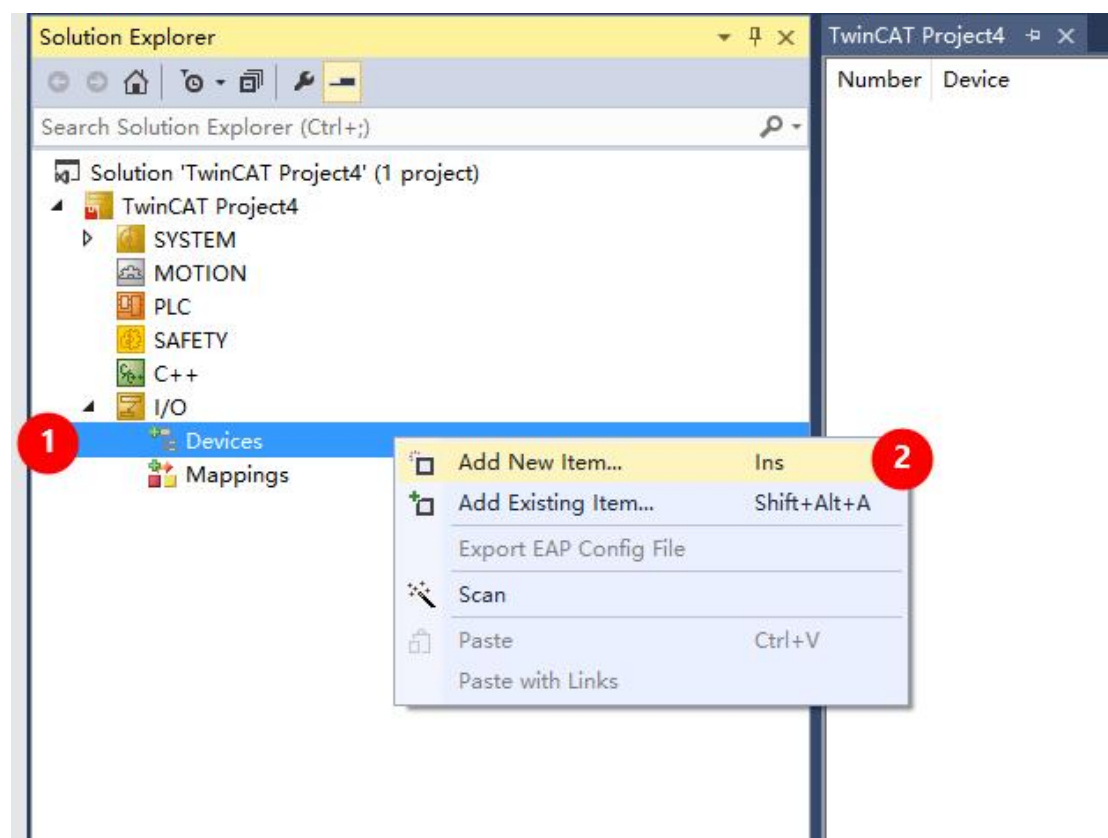 Solution Explorer
TwinCAT Project4
Number Device
Search Solution Explorer (Ctrl+;)
Solution 'TwinCAT Project4' (1 project)
TwinCAT Project4
SYSTEM
MOTION
PLC
SAFETY
C++
I/O
1
Devices
Mappings
Add New Item... Ins
2
Add Existing Item... Shift+Alt+A
Export EAP Config File
Scan
Paste Ctrl+V
Paste with Links